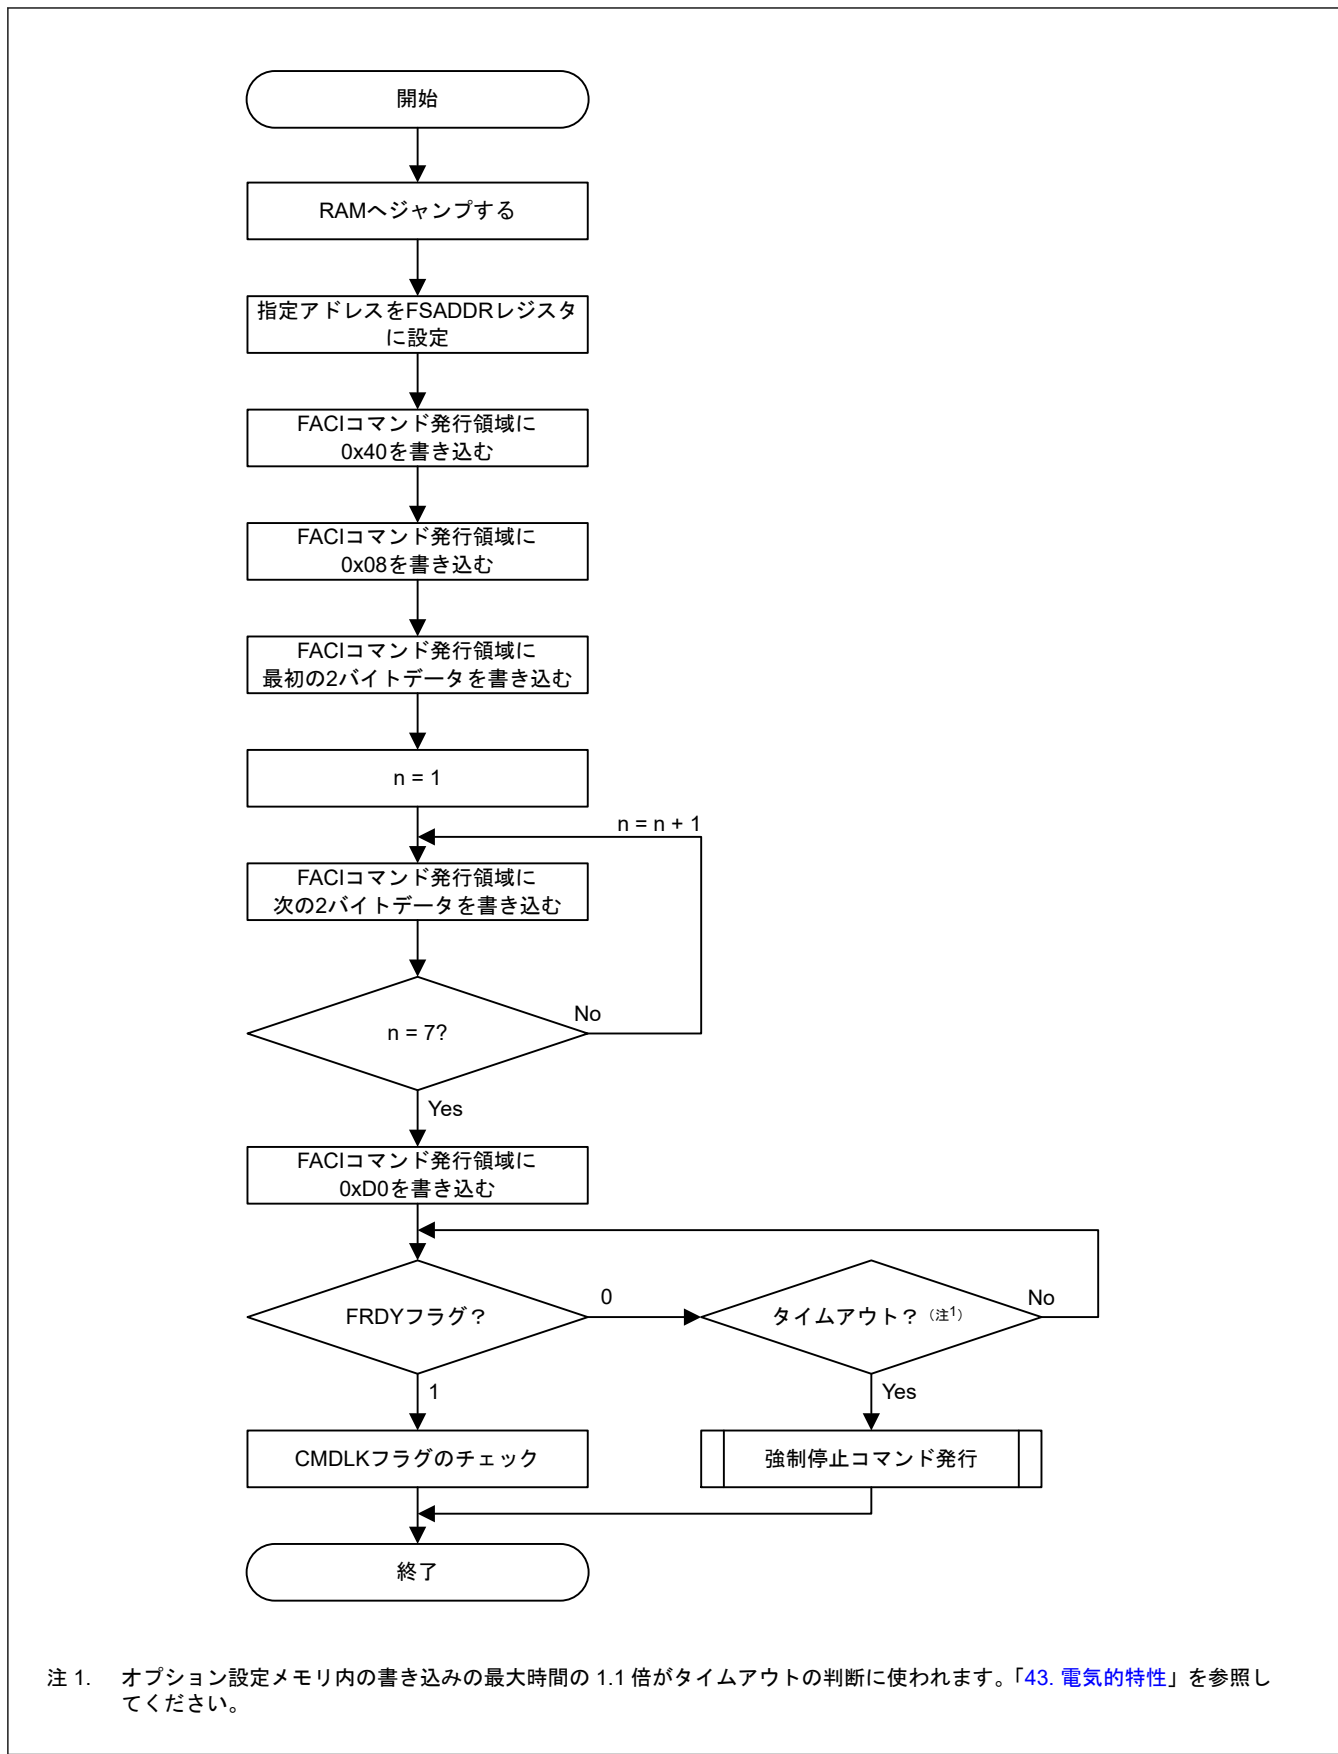 開始
RAMへジャンプする
指定アドレスをFSADDRレジスタ
に設定
FACIコマンド発行領域に
0x40を書き込む
FACIコマンド発行領域に
0x08を書き込む
FACIコマンド発行領域に
最初の2バイトデータを書き込む
n = 1
n = n + 1
FACIコマンド発行領域に
次の2バイトデータを書き込む
n = 7?
No
Yes
FACIコマンド発行領域に
0xD0を書き込む
FRDYフラグ？
0
タイムアウト？（注1）
No
1
Yes
CMDLKフラグのチェック
強制停止コマンド発行
終了
注 1. オプション設定メモリ内の書き込みの最大時間の 1.1 倍がタイムアウトの判断に使われます。「43. 電気的特性」を参照し
てください。